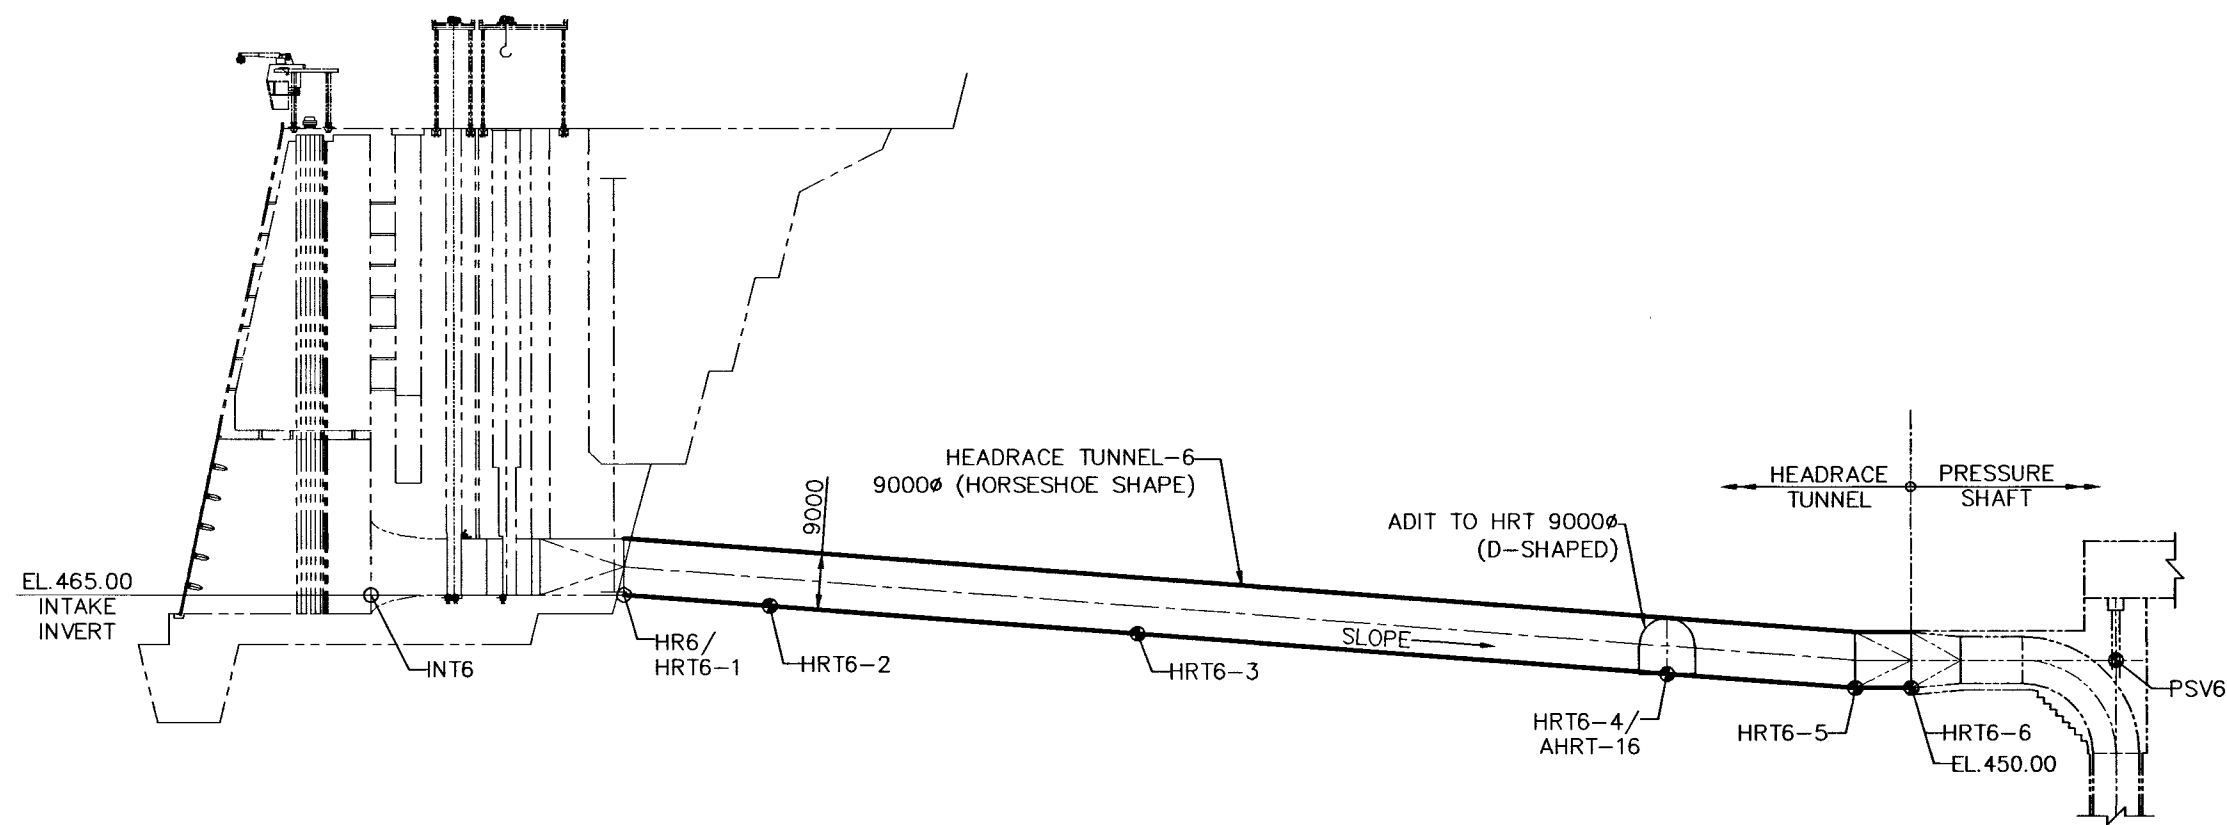 HEADRACE TUNNEL-6
9000ø (HORSESHOE SHAPE)
9000
HEADRACE
TUNNEL
PRESSURE
SHAFT
ADIT TO HRT 9000ø
(D-SHAPED)
EL.465.00
INTAKE
INVERT
INT6
HR6/
HRT6-1
HRT6-2
HRT6-3
SLOPE
HRT6-4/
AHRT-16
HRT6-5
HRT6-6
EL.450.00
PSV6